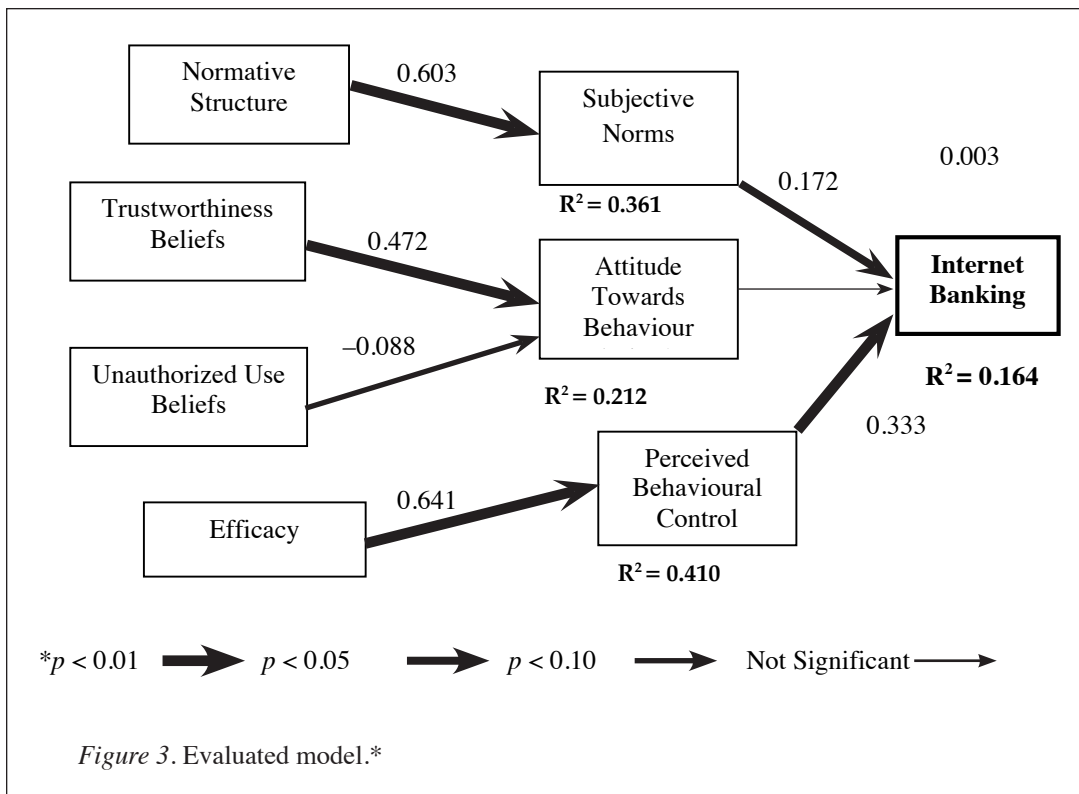 Normative
Structure
0.603
Subjective
Norms
R² = 0.361
0.003
0.172
Trustworthiness
Beliefs
0.472
Attitude
Towards
Behaviour
R² = 0.212
Internet
Banking
R² = 0.164
Unauthorized Use
Beliefs
–0.088
0.333
Efficacy
0.641
Perceived
Behavioural
Control
R² = 0.410
*p < 0.01 p < 0.05 p < 0.10 Not Significant
Figure 3. Evaluated model.*